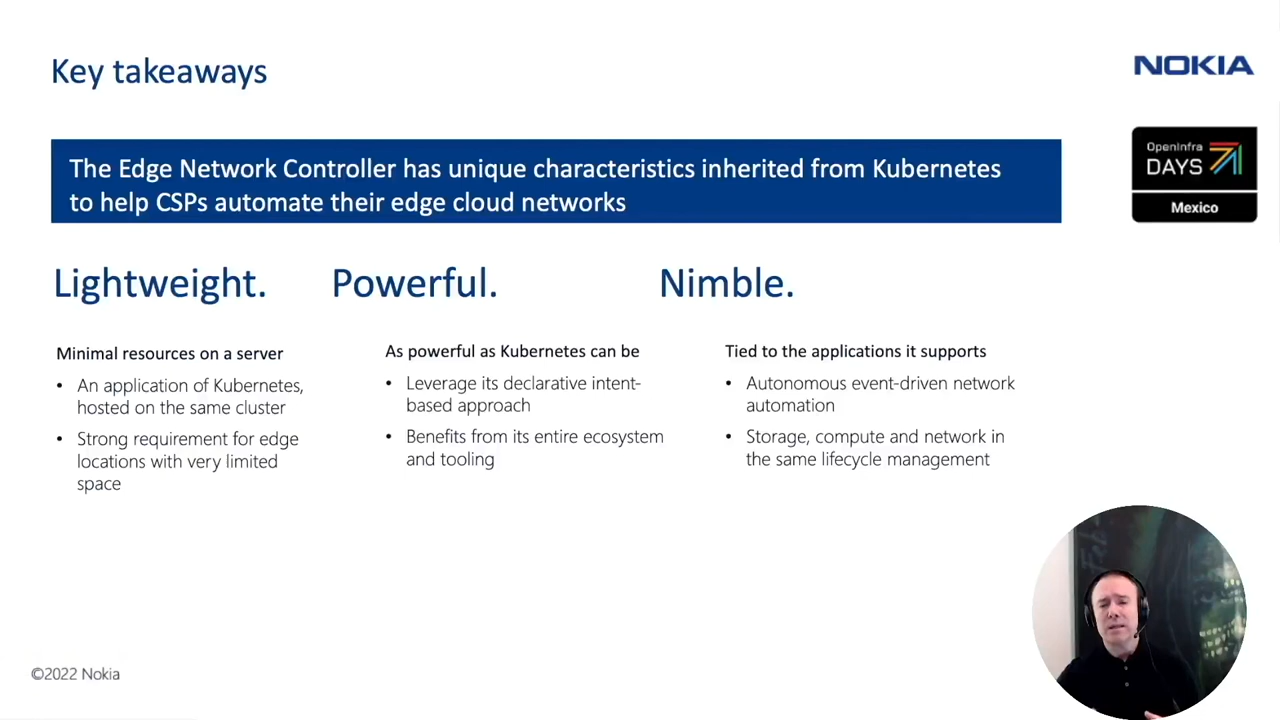 Key takeaways
NOKIA
OpenInfra
DAYS
Mexico
The Edge Network Controller has unique characteristics inherited from Kubernetes
to help CSPs automate their edge cloud networks
Lightweight.
Minimal resources on a server
• An application of Kubernetes,
hosted on the same cluster
• Strong requirement for edge
locations with very limited
space
Powerful.
As powerful as Kubernetes can be
• Leverage its declarative intent-
based approach
• Benefits from its entire ecosystem
and tooling
Nimble.
Tied to the applications it supports
• Autonomous event-driven network
automation
• Storage, compute and network in
the same lifecycle management
©2022 Nokia